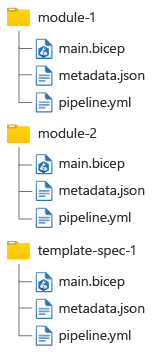 module-1
main.bicep
metadata.json
pipeline.yml
module-2
main.bicep
metadata.json
pipeline.yml
template-spec-1
main.bicep
metadata.json
pipeline.yml